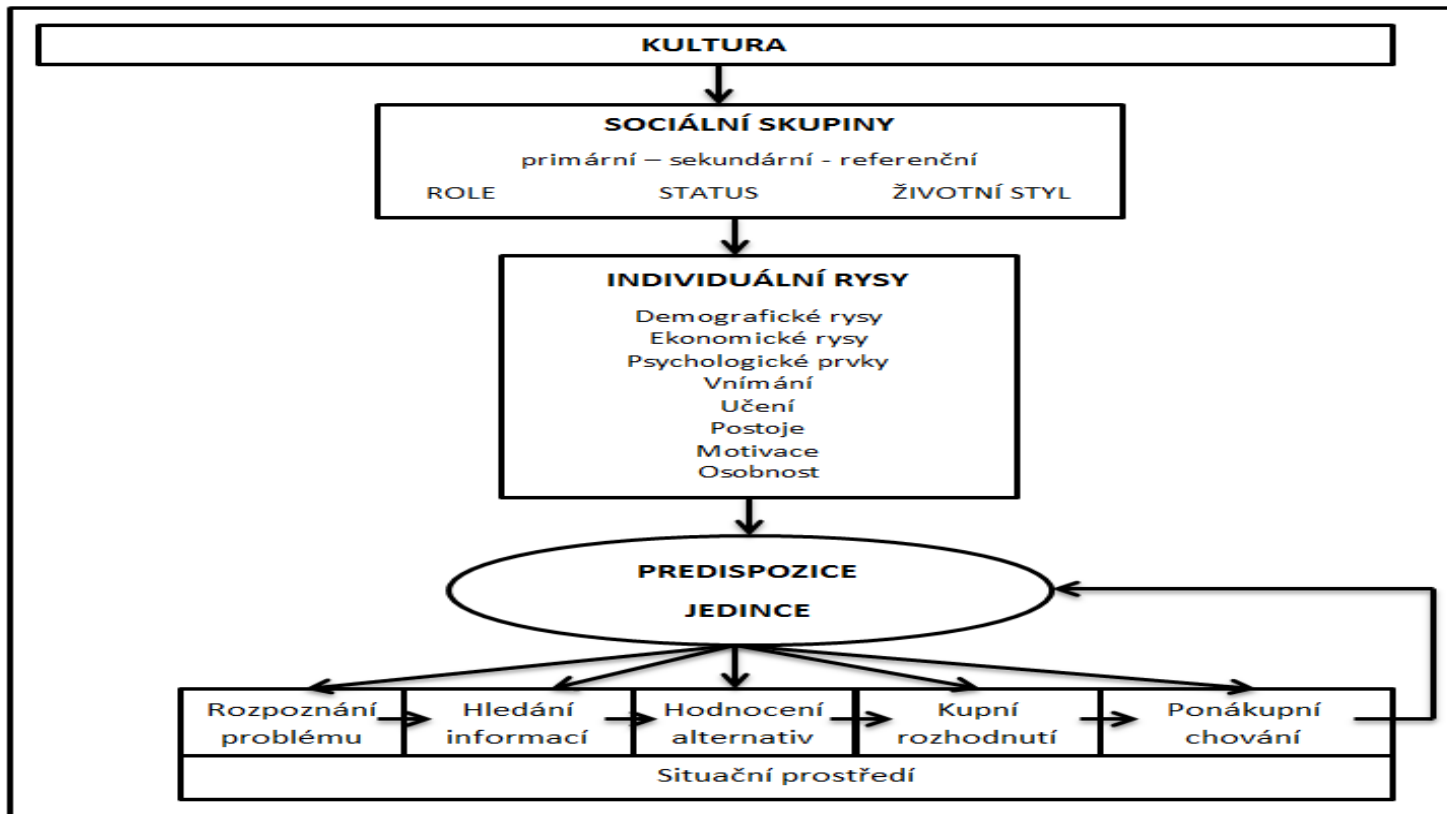 KULTURA
SOCIÁLNÍ SKUPINY
primární – sekundární - referenční
ROLE STATUS ŽIVOTNÍ STYL
INDIVIDUÁLNÍ RYSY
Demografické rysy
Ekonomické rysy
Psychologické prvky
Vnímání
Učení
Postoje
Motivace
Osobnost
PREDISPOZICE
JEDINCE
Rozpoznání
problému
Hledání
informací
Hodnocení
alternativ
Kupní
rozhodnutí
Ponákupní
chování
Situační prostředí